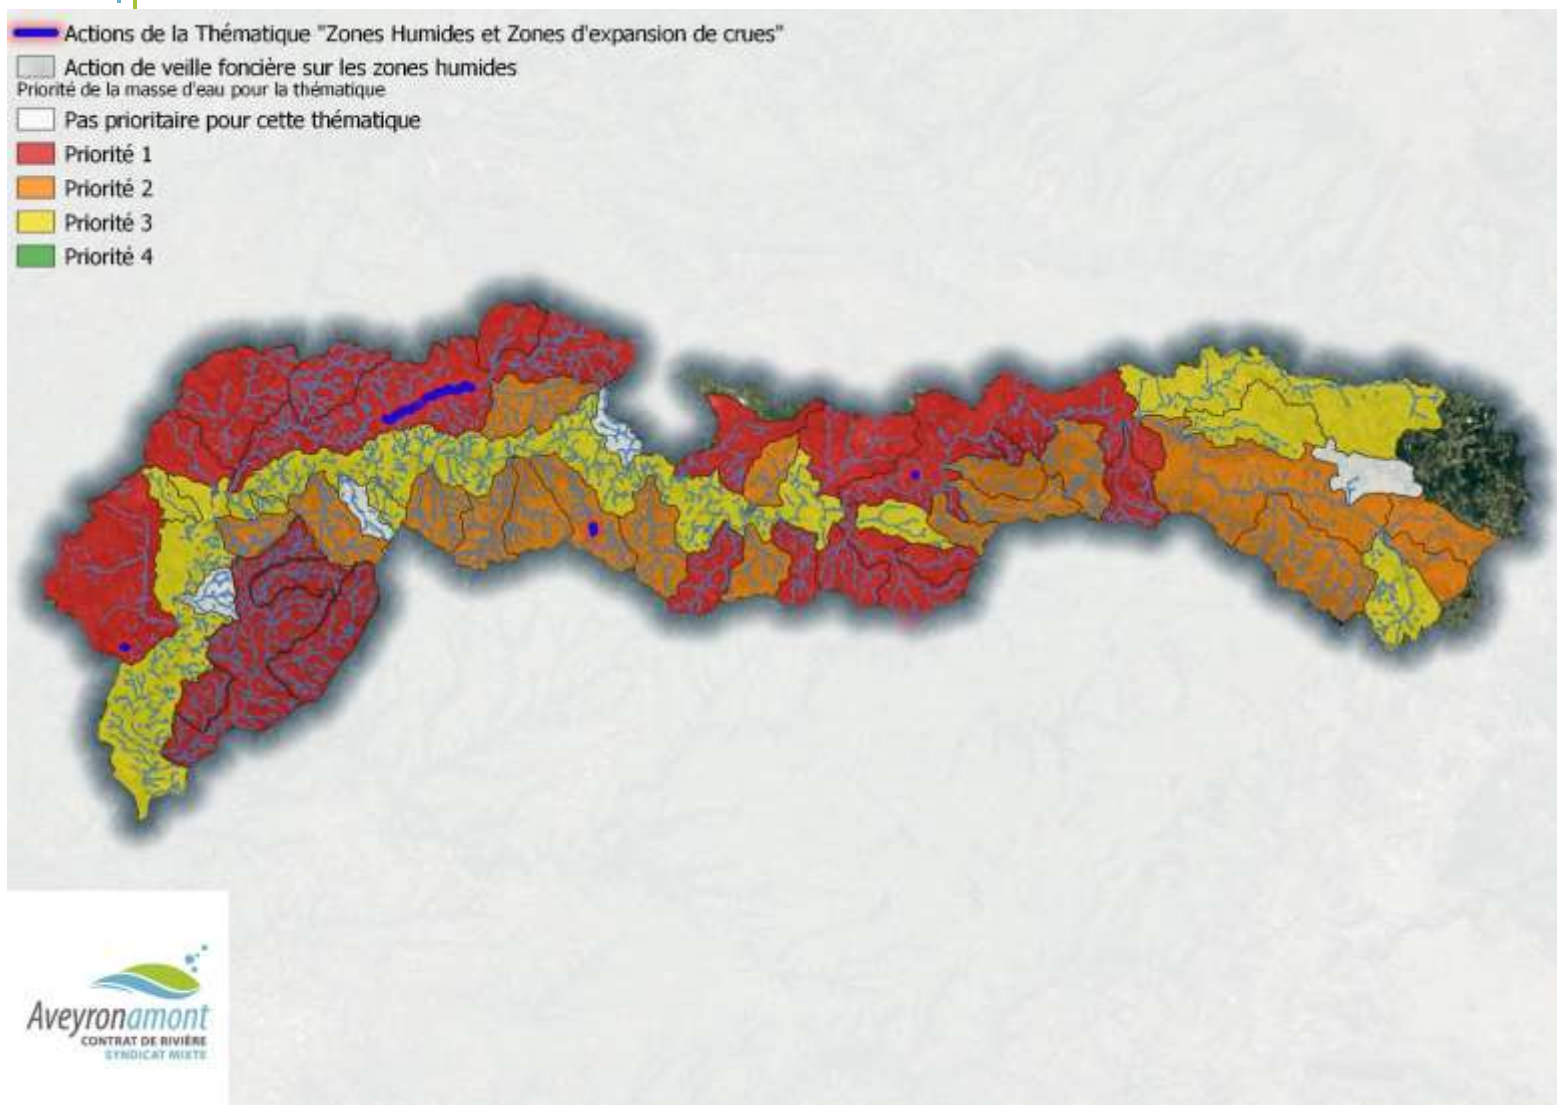 Actions de la Thématique "Zones Humides et Zones d'expansion de crues"
Action de veille foncière sur les zones humides
Priorité de la masse d'eau pour la thématique
Pas prioritaire pour cette thématique
Priorité 1
Priorité 2
Priorité 3
Priorité 4
Aveyronamont
CONTRAT DE RIVIÈRE
SYNDICAT MIXTE